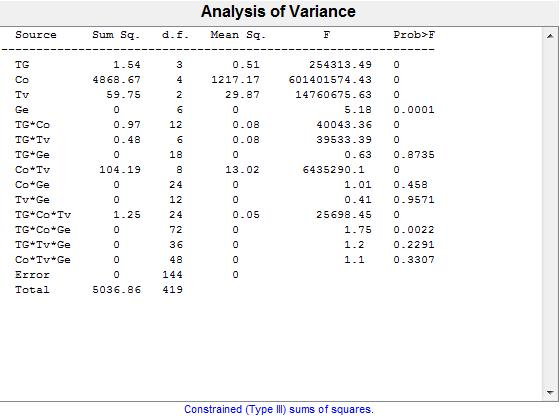 Analysis of Variance
Source Sum Sq. d.f. Mean Sq. F Prob>F
TG 1.54 3 0.51 254313.49 0
Co 4868.67 4 1217.17 601401574.43 0
Tv 59.75 2 29.87 14760675.63 0
Ge 0 6 0 5.18 0.0001
TG*Co 0.97 12 0.08 40043.36 0
TG*Tv 0.48 6 0.08 39533.39 0
TG*Ge 0 18 0 0.63 0.8735
Co*Tv 104.19 8 13.02 6435290.1 0
Co*Ge 0 24 0 1.01 0.458
Tv*Ge 0 12 0 0.41 0.9571
TG*Co*Tv 1.25 24 0.05 25698.45 0
TG*Co*Ge 0 72 0 1.75 0.0022
TG*Tv*Ge 0 36 0 1.2 0.2291
Co*Tv*Ge 0 48 0 1.1 0.3307
Error 0 144 0
Total 5036.86 419
Constrained (Type III) sums of squares.